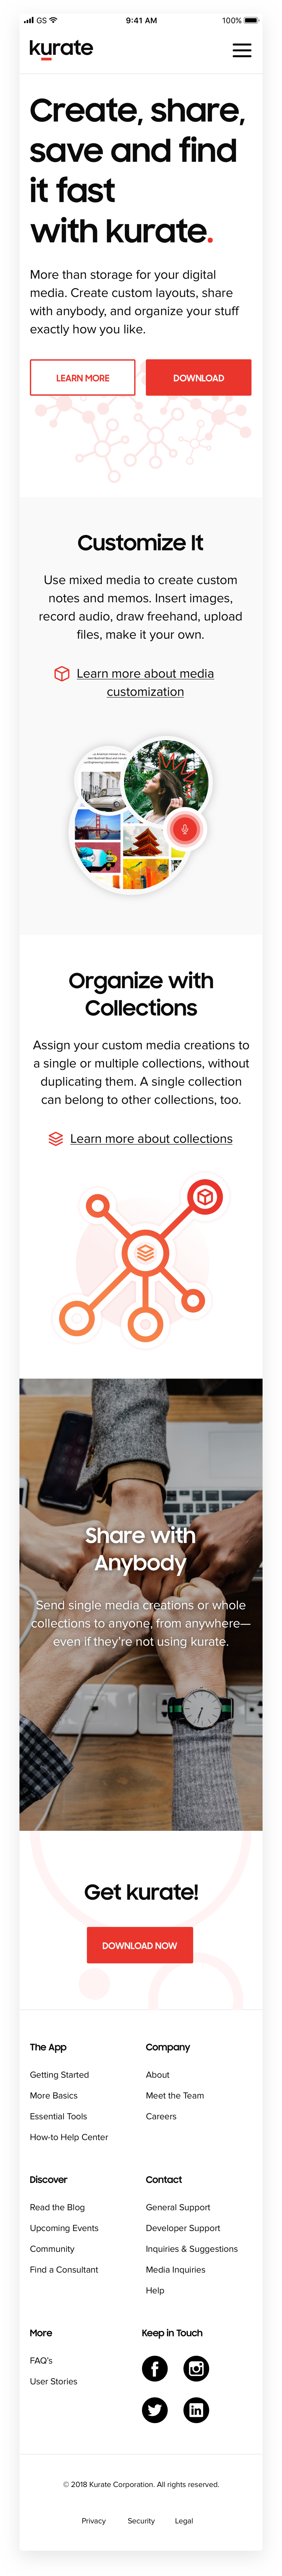 GS 9:41 AM 100%
kurate
Create, share,
save and find
it fast
with kurate.
More than storage for your digital
media. Create custom layouts, share
with anybody, and organize your stuff
exactly how you like.
LEARN MORE DOWNLOAD
Customize It
Use mixed media to create custom
notes and memos. Insert images,
record audio, draw freehand, upload
files, make it your own.
Learn more about media
customization
Organize with
Collections
Assign your custom media creations to
a single or multiple collections, without
duplicating them. A single collection
can belong to other collections, too.
Learn more about collections
Share with
Anybody
Send single media creations or whole
collections to anyone, from anywhere—
even if they're not using kurate.
Get kurate!
DOWNLOAD NOW
The App
Getting Started
More Basics
Essential Tools
How-to Help Center
Company
About
Meet the Team
Careers
Discover
Read the Blog
Upcoming Events
Community
Find a Consultant
Contact
General Support
Developer Support
Inquiries & Suggestions
Media Inquiries
Help
More
FAQ's
User Stories
Keep in Touch
© 2018 Kurate Corporation. All rights reserved.
Privacy Security Legal